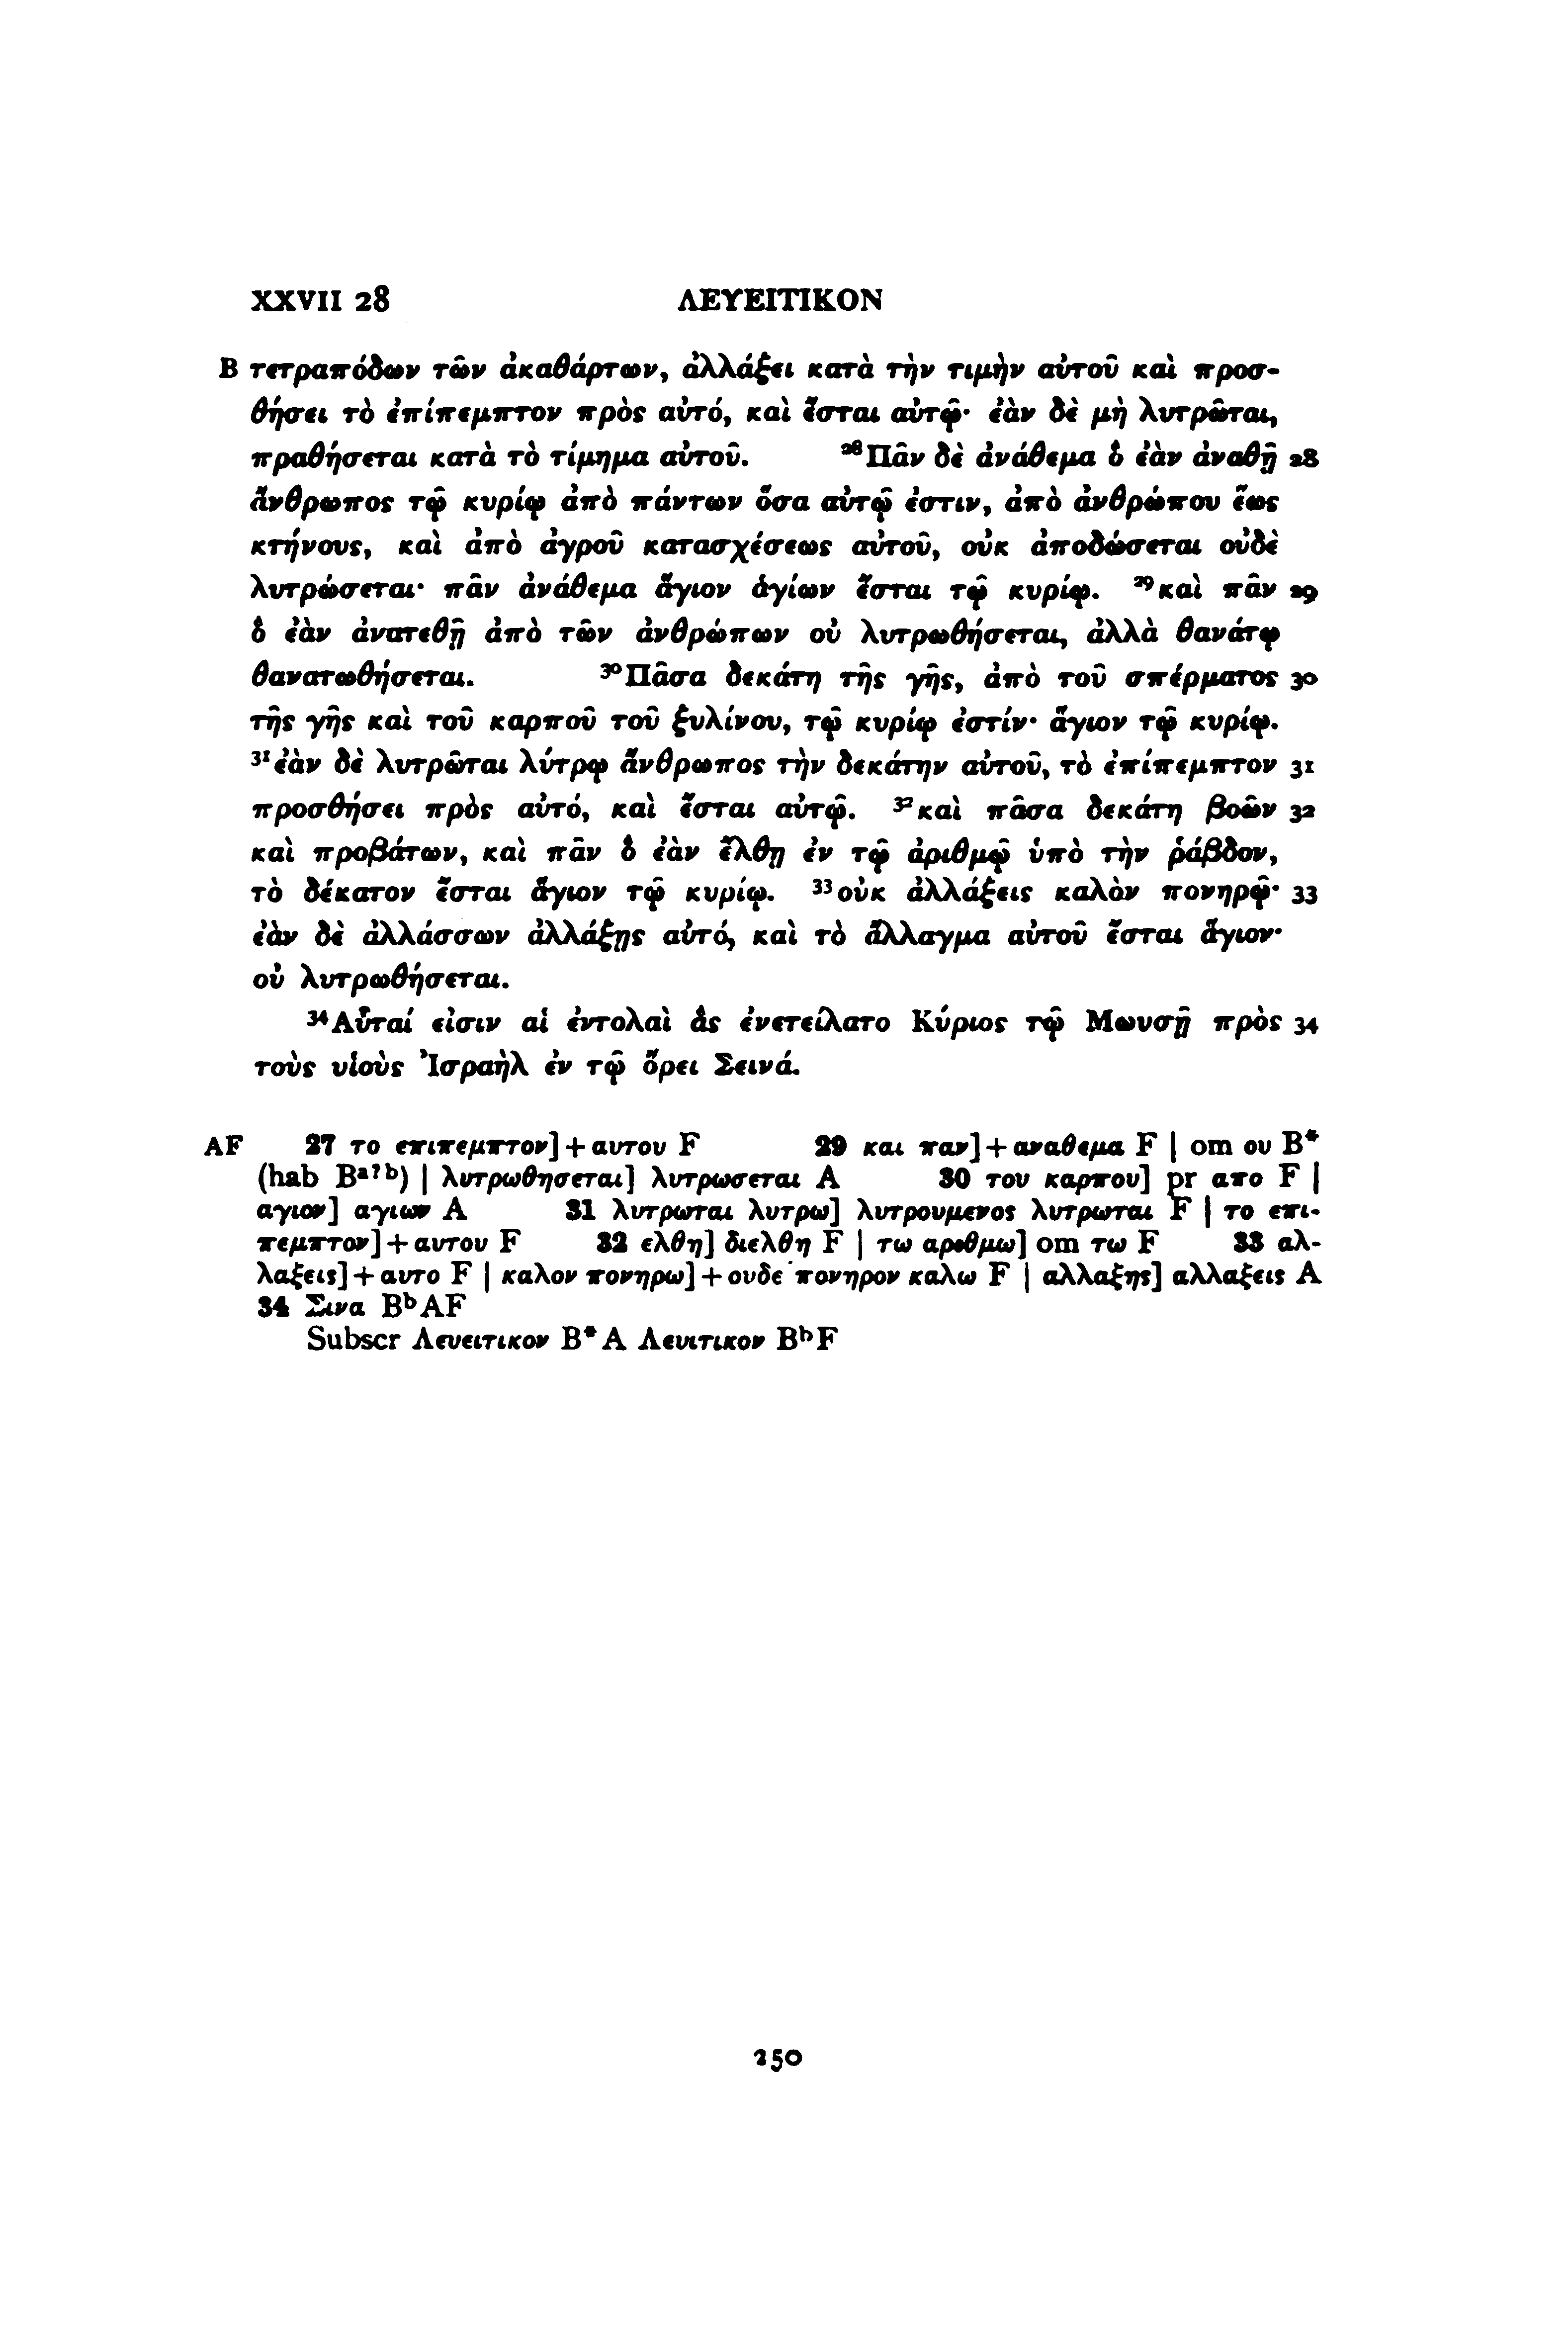 XXVII 28 ΛΕΥΕΙΤΙΚΟΝ
B τετραπόδων τῶν ἀκαθάρτων, ἀλλάξει κατὰ τὴν τιμὴν αὐτοῦ καὶ προσ-
θήσει τὸ ἐπίπεμπτον πρὸς αὐτό, καὶ ἔσται αὐτῷ· ἐὰν δὲ μὴ λυτρῶται,
πραθήσεται κατὰ τὸ τίμημα αὐτοῦ. ²⁸Πᾶν δὲ ἀνάθεμα ὃ ἐὰν ἀναθῇ 28
ἄνθρωπος τῷ κυρίῳ ἀπὸ πάντων ὅσα αὐτῷ ἐστιν, ἀπὸ ἀνθρώπου ἕως
κτήνους, καὶ ἀπὸ ἀγροῦ κατασχέσεως αὐτοῦ, οὐκ ἀποδώσεται οὐδὲ
λυτρώσεται· πᾶν ἀνάθεμα ἅγιον ἁγίων ἔσται τῷ κυρίῳ. ²⁹καὶ πᾶν 29
ὃ ἐὰν ἀνατεθῇ ἀπὸ τῶν ἀνθρώπων οὐ λυτρωθήσεται, ἀλλὰ θανάτῳ
θανατωθήσεται. ³⁰Πᾶσα δεκάτη τῆς γῆς, ἀπὸ τοῦ σπέρματος 30
τῆς γῆς καὶ τοῦ καρποῦ τοῦ ξυλίνου, τῷ κυρίῳ ἐστίν· ἅγιον τῷ κυρίῳ.
³¹ἐὰν δὲ λυτρῶται λύτρῳ ἄνθρωπος τὴν δεκάτην αὐτοῦ, τὸ ἐπίπεμπτον 31
προσθήσει πρὸς αὐτό, καὶ ἔσται αὐτῷ. ³²καὶ πᾶσα δεκάτη βοῶν 32
καὶ προβάτων, καὶ πᾶν ὃ ἐὰν ἔλθῃ ἐν τῷ ἀριθμῷ ὑπὸ τὴν ῥάβδον,
τὸ δέκατον ἔσται ἅγιον τῷ κυρίῳ. ³³οὐκ ἀλλάξεις καλὸν πονηρῷ· 33
ἐὰν δὲ ἀλλάσσων ἀλλάξῃς αὐτό, καὶ τὸ ἄλλαγμα αὐτοῦ ἔσται ἅγιον·
οὐ λυτρωθήσεται.
³⁴Αὗταί εἰσιν αἱ ἐντολαὶ ἃς ἐνετείλατο Κύριος τῷ Μωυσῇ πρὸς 34
τοὺς υἱοὺς Ἰσραὴλ ἐν τῷ ὄρει Σεινά.
AF 27 το επιπεμπτον]+αυτου F 29 και παν]+αναθεμα F | om ου B*
(hab Bᵃ?ᵇ) | λυτρωθησεται] λυτρωσεται A 30 του καρπου] pr απο F |
αγιον] αγιων A 31 λυτρωται λυτρω] λυτρουμενος λυτρωται F | το επι-
πεμπτον]+αυτου F 32 ελθη] διελθη F | τω αριθμω] om τω F 33 αλ-
λαξεις]+αυτο F | καλον πονηρω]+ουδε πονηρον καλω F | αλλαξης] αλλαξεις A
34 Σινα BᵇAF
Subscr Λευειτικον B*A Λευιτικον BᵇF
250